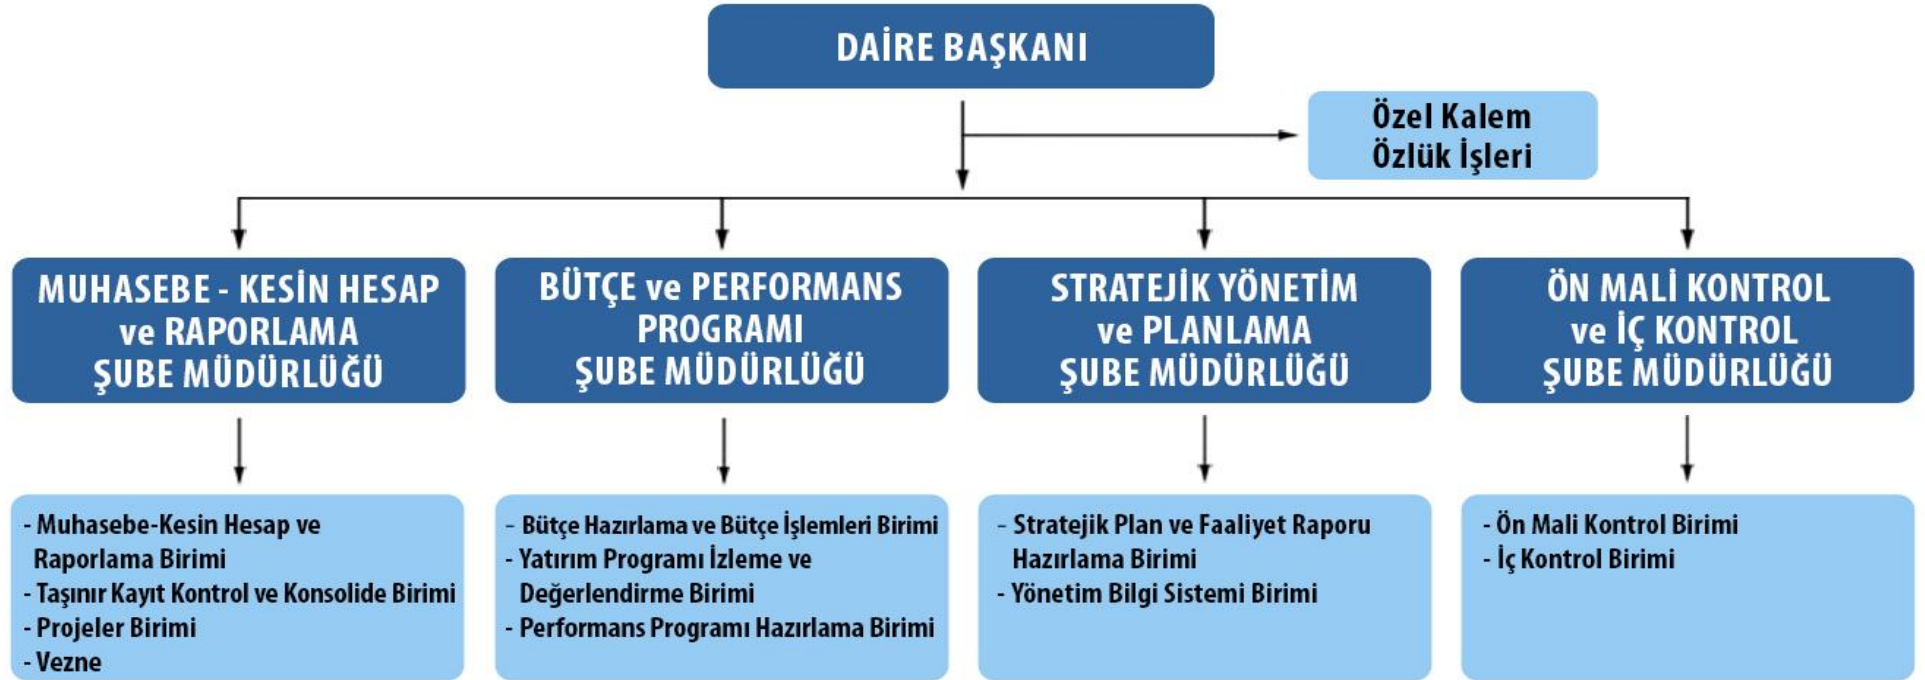 DAİRE BAŞKANI
Özel Kalem
Özlük İşleri
MUHASEBE - KESİN HESAP
ve RAPORLAMA
ŞUBE MÜDÜRLÜĞÜ
BÜTÇE ve PERFORMANS
PROGRAMI
ŞUBE MÜDÜRLÜĞÜ
STRATEJİK YÖNETİM
ve PLANLAMA
ŞUBE MÜDÜRLÜĞÜ
ÖN MALİ KONTROL
ve İÇ KONTROL
ŞUBE MÜDÜRLÜĞÜ
- Muhasebe-Kesin Hesap ve
Raporlama Birimi
- Taşınır Kayıt Kontrol ve Konsolide Birimi
- Projeler Birimi
- Vezne
- Bütçe Hazırlama ve Bütçe İşlemleri Birimi
- Yatırım Programı İzleme ve
Değerlendirme Birimi
- Performans Programı Hazırlama Birimi
- Stratejik Plan ve Faaliyet Raporu
Hazırlama Birimi
- Yönetim Bilgi Sistemi Birimi
- Ön Mali Kontrol Birimi
- İç Kontrol Birimi